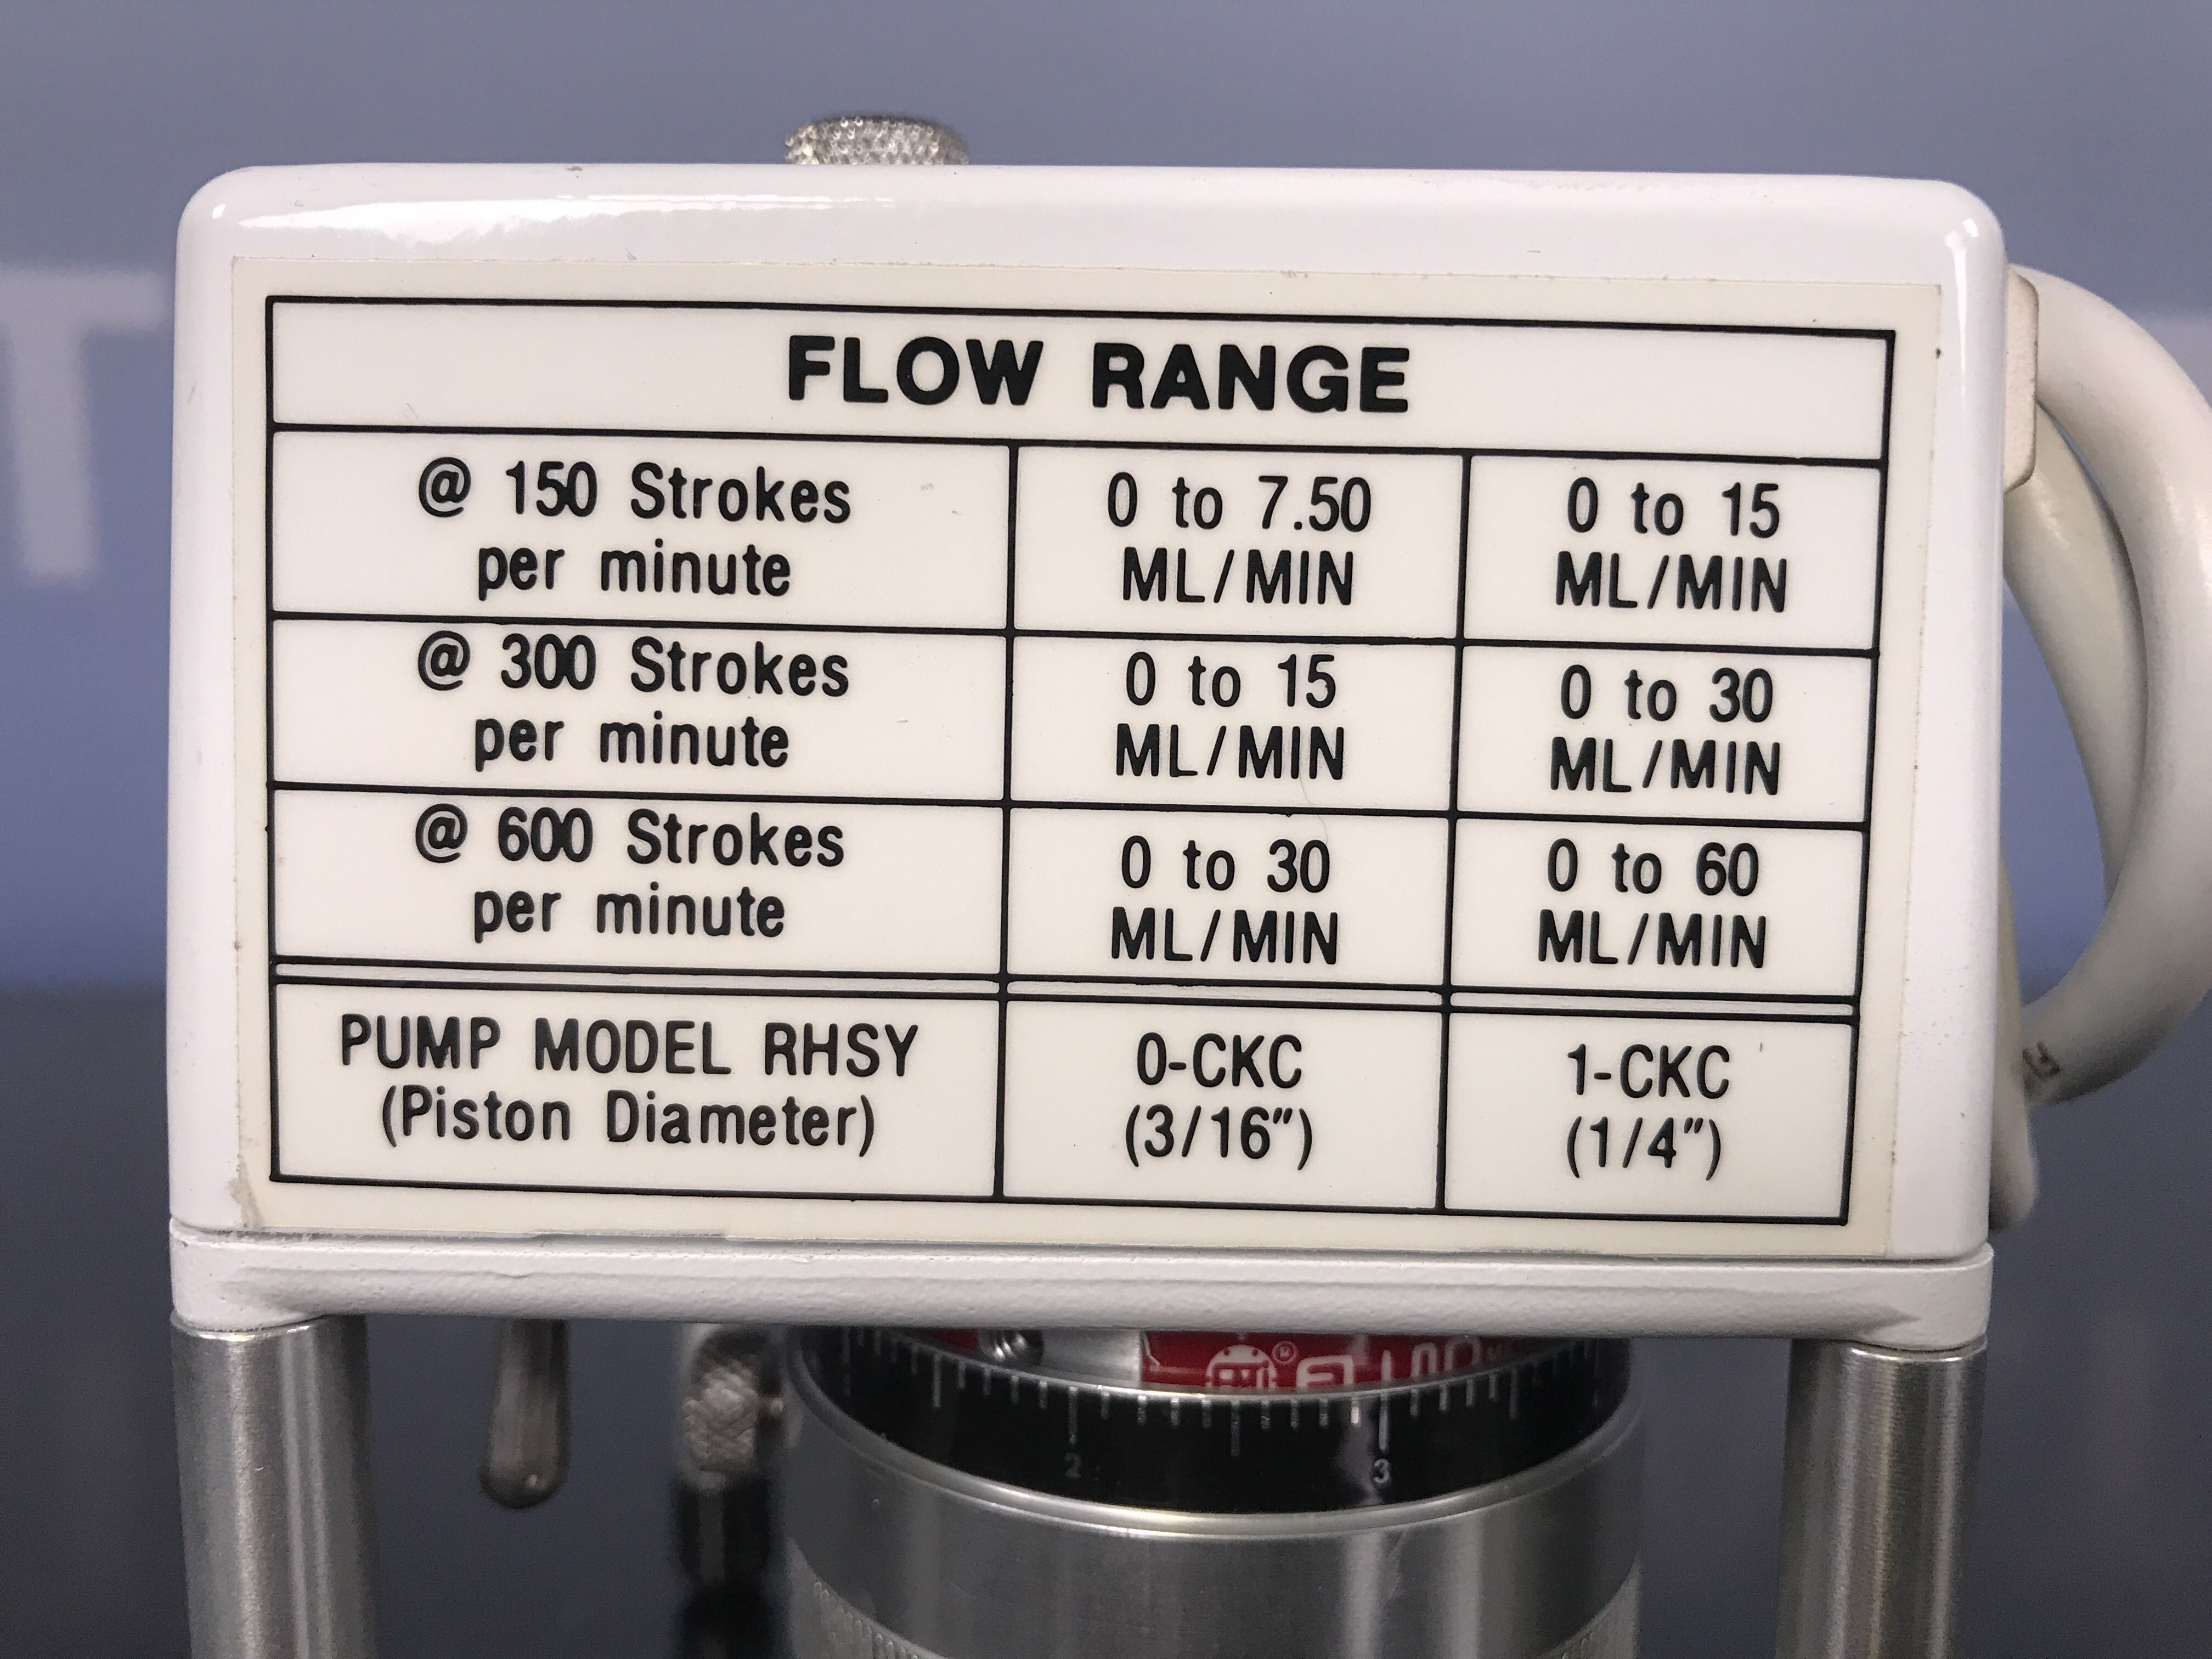 FLOW RANGE
@ 150 Strokes
per minute
0 to 7.50
ML/MIN
0 to 15
ML/MIN
@ 300 Strokes
per minute
0 to 15
ML/MIN
0 to 30
ML/MIN
@ 600 Strokes
per minute
0 to 30
ML/MIN
0 to 60
ML/MIN
PUMP MODEL RHSY
(Piston Diameter)
0-CKC
(3/16")
1-CKC
(1/4")
2
3
T